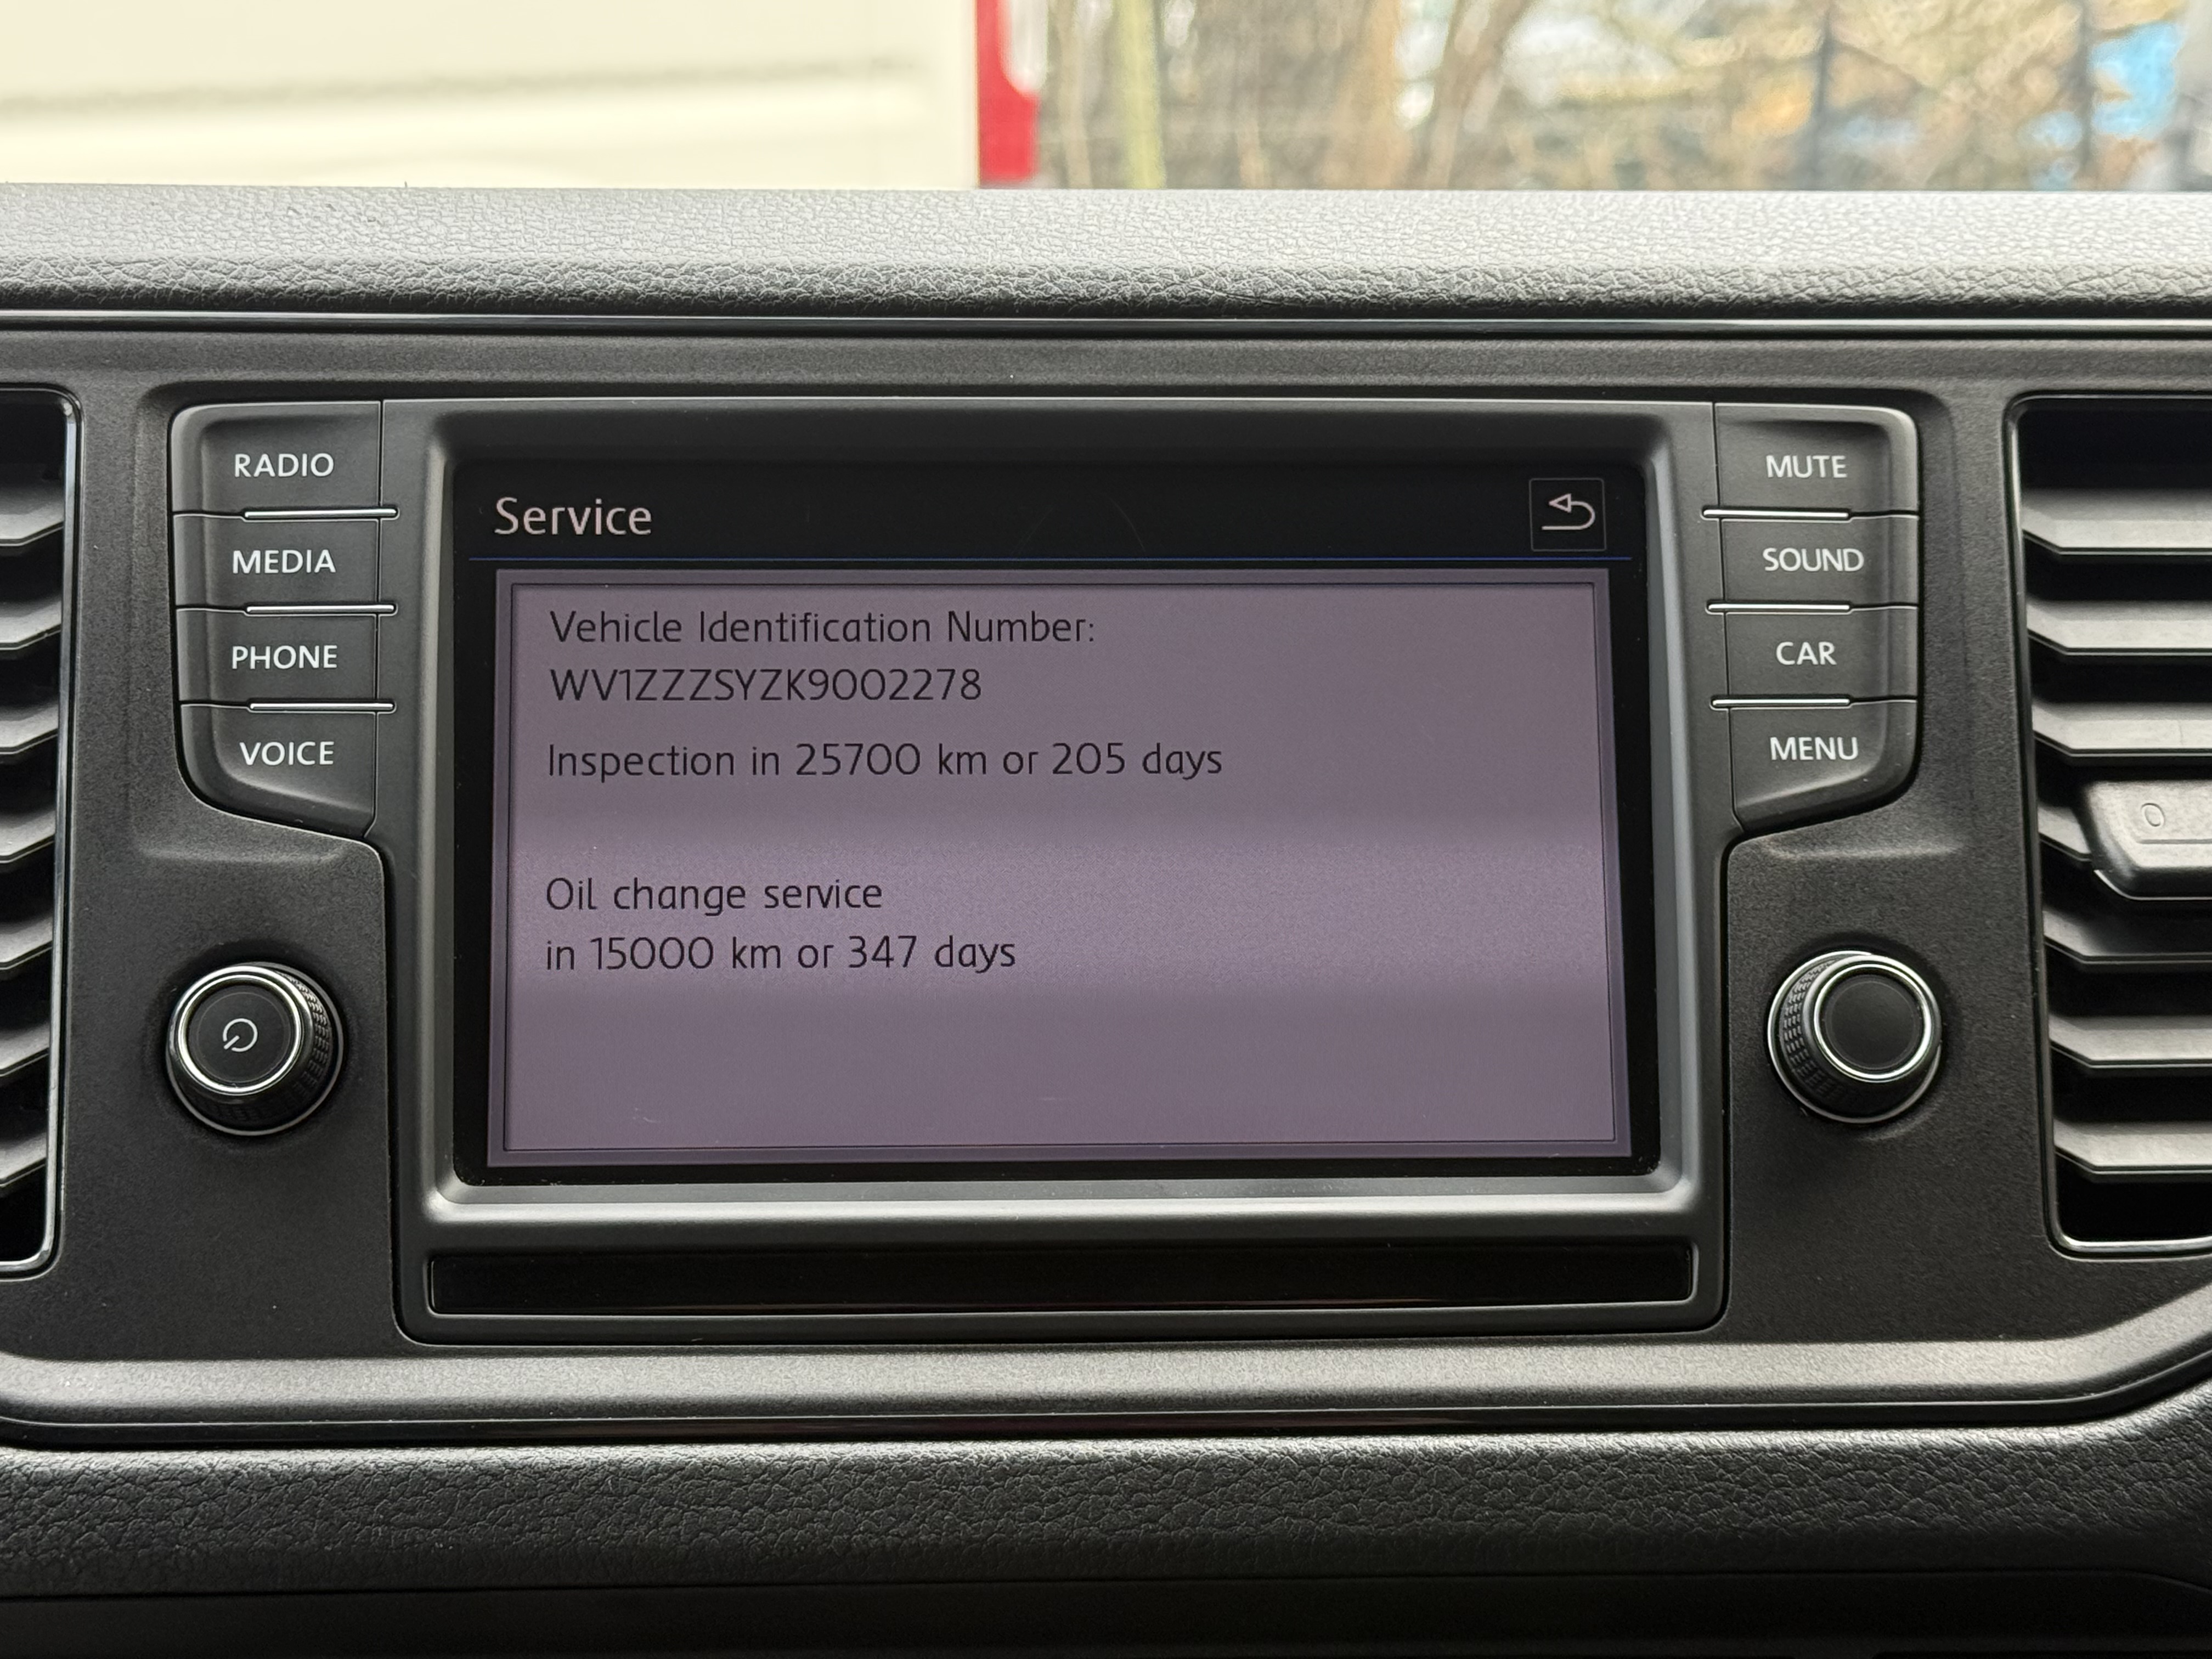 Service
Vehicle Identification Number:
WV1ZZZSYZK9002278
Inspection in 25700 km or 205 days
Oil change service
in 15000 km or 347 days
RADIO
MEDIA
PHONE
VOICE
MUTE
SOUND
CAR
MENU
0